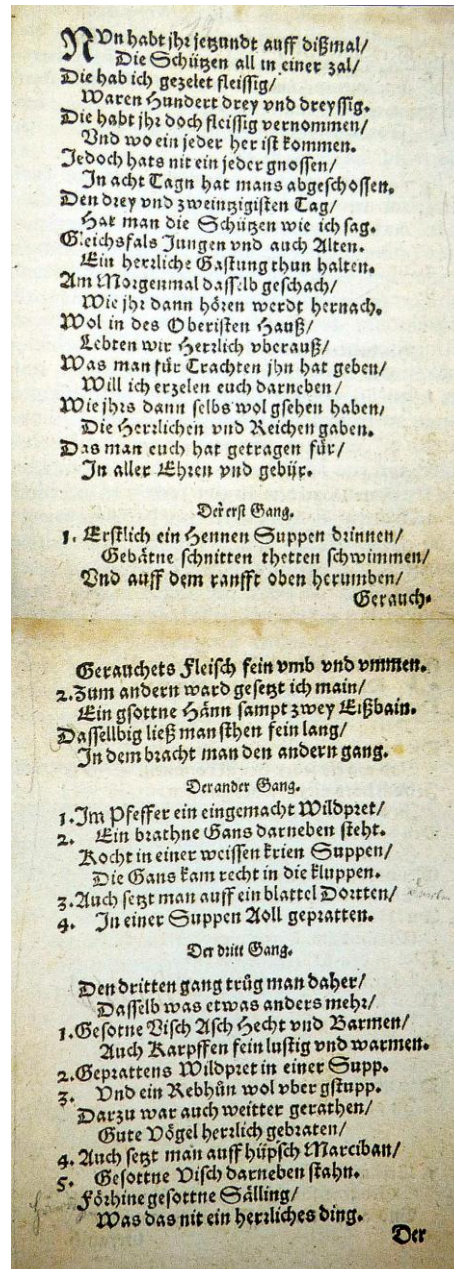 NUn habt jhr jetzundt auff dißmal/
Die Schützen all in einer zal/
Die hab ich gezelet fleissig/
Waren Hundert drey vnd dreyssig.
Die habt jhr doch fleissig vernommen/
Vnd wo ein jeder her ist kommen.
Jedoch hats nit ein jeder gnossen/
In acht Tagn hat mans abgeschossen.
Den drey vnd zweintzigisten Tag/
Hat man die Schützen wie ich sag.
Gleichsfals Jungen vnd auch Alten.
Ein herrliche Gastung thun halten.
Am Morgenmal dasselb geschach/
Wie jhr dann hören werdt hernach.
Wol in des Oberisten Hauß/
Lebten wir Herrlich vberauß/
Was man für Trachten jhn hat geben/
Will ich erzelen euch darneben/
Wie jhrs dann selbs wol gsehen haben/
Die Herrlichen vnd Reichen gaben.
Das man euch hat getragen für/
In aller Ehren vnd gebür.
Der erst Gang.
1. Erstlich ein Hennen Suppen drinnen/
Gebätne schnitten thetten schwimmen/
Vnd auff dem ranfft oben herumben/
Gerauch-
Gerauchets Fleisch fein vmb vnd vmmen.
2. Zum andern ward gesetzt ich main/
Ein gsottne Hänn sampt zwey Eißbain.
Dassellbig ließ man sthen fein lang/
In dem bracht man den andern gang.
Der ander Gang.
1. Im Pfeffer ein eingemacht Wildpret/
2. Ein brathne Gans darneben steht.
Kocht in einer weissen krien Suppen/
Die Gans kam recht in die kluppen.
3. Auch setzt man auff ein blattel Dortten/
4. In einer Suppen Aoll gepratten.
Der dritt Gang.
Den dritten gang trüg man daher/
Dasselb was etwas anders mehr/
1. Gesotne Visch Asch Hecht vnd Barmen/
Auch Karpffen fein lustig vnd warmen.
2. Geprattens Wildpret in einer Supp.
3. Vnd ein Rebhün wol vber gstupp.
Darzu war auch weitter gerathen/
Gute Vögel herrlich gebraten/
4. Auch setzt man auff hüpsch Marciban/
5. Gesottne Visch darneben stahn.
Förhine gesottne Sälling/
Was das nit ein herrliches ding.
Der